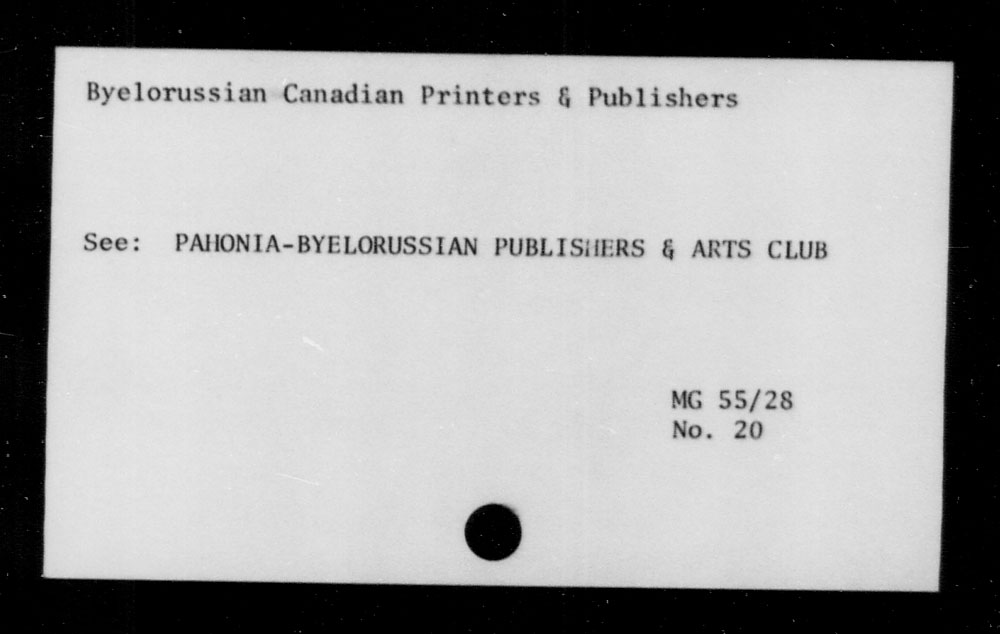 Byelorussian Canadian Printers & Publishers
See: PAHONIA-BYELORUSSIAN PUBLISHERS & ARTS CLUB
MG 55/28
No. 20